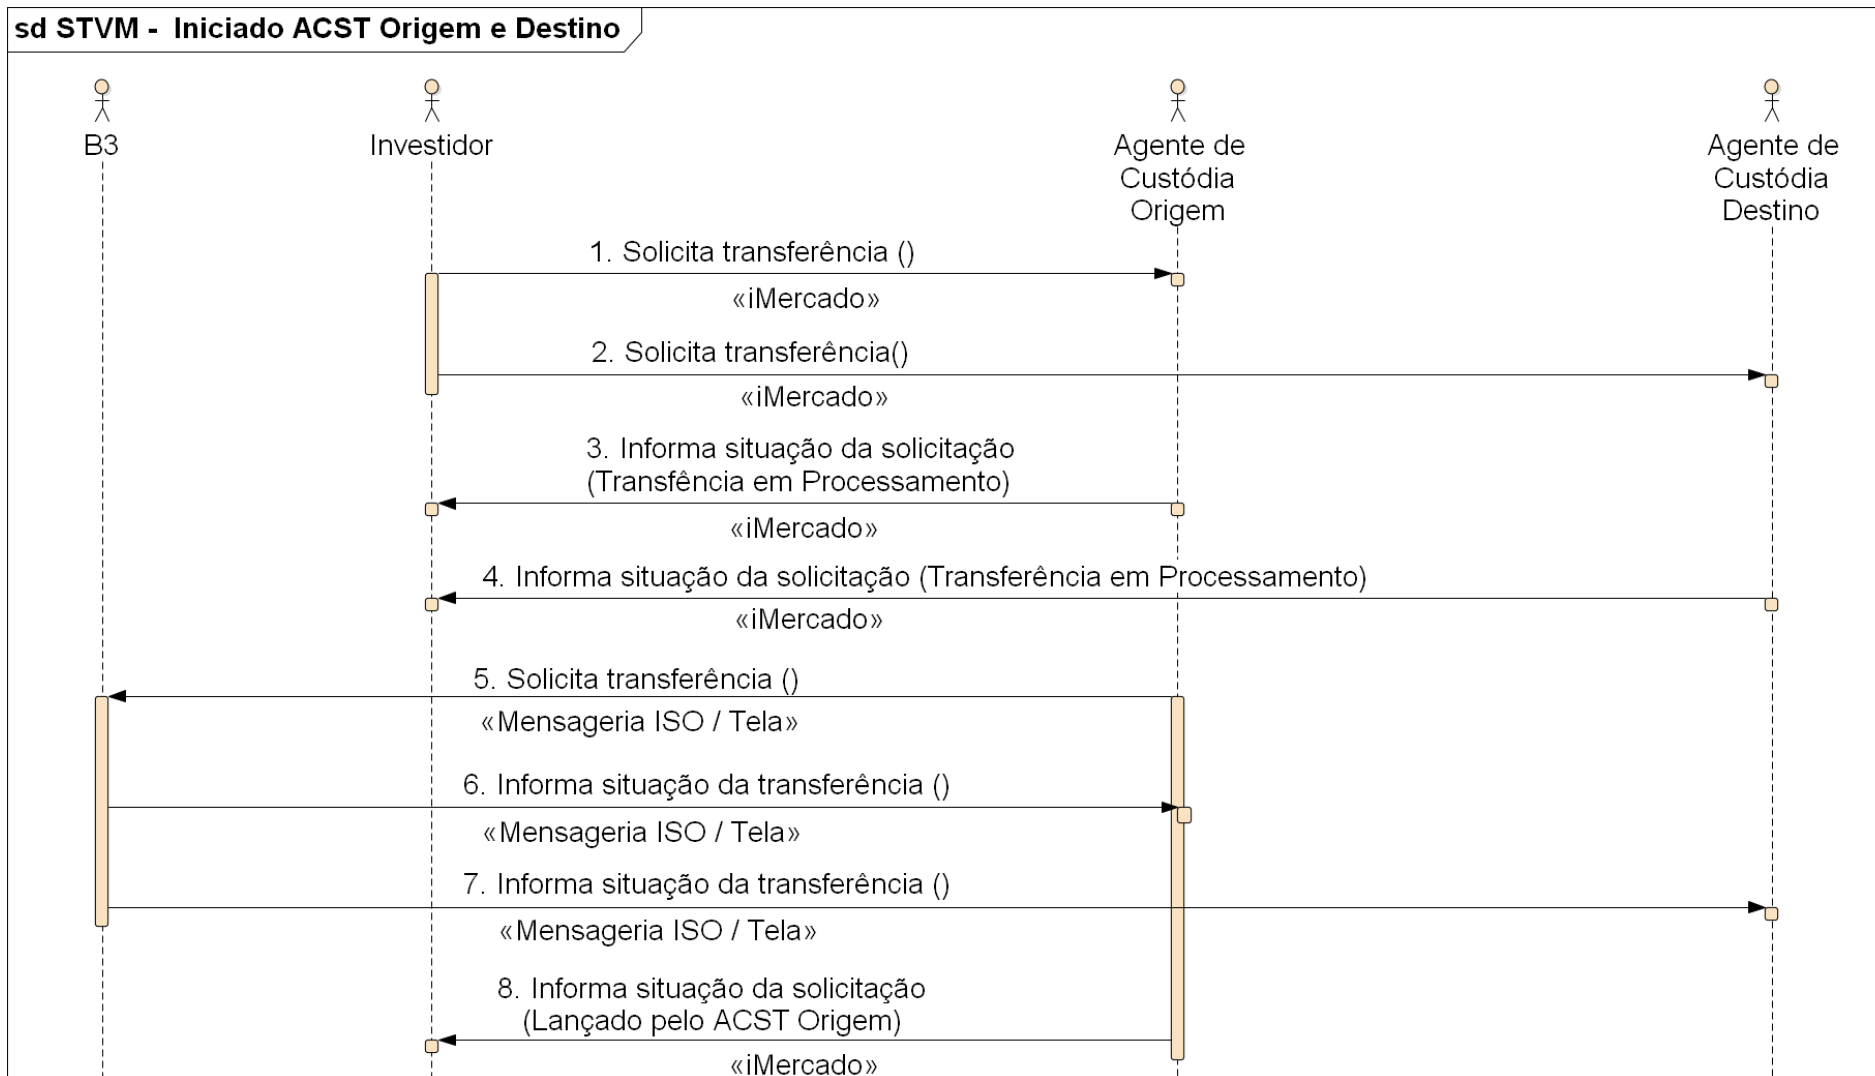 sd STVM -  Iniciado ACST Origem e Destino
B3
Investidor
Agente de
Custódia
Origem
Agente de
Custódia
Destino
1. Solicita transferência ()
«iMercado»
2. Solicita transferência()
«iMercado»
3. Informa situação da solicitação
(Transfência em Processamento)
«iMercado»
4. Informa situação da solicitação (Transferência em Processamento)
«iMercado»
5. Solicita transferência ()
«Mensageria ISO / Tela»
6. Informa situação da transferência ()
«Mensageria ISO / Tela»
7. Informa situação da transferência ()
«Mensageria ISO / Tela»
8. Informa situação da solicitação
(Lançado pelo ACST Origem)
«iMercado»